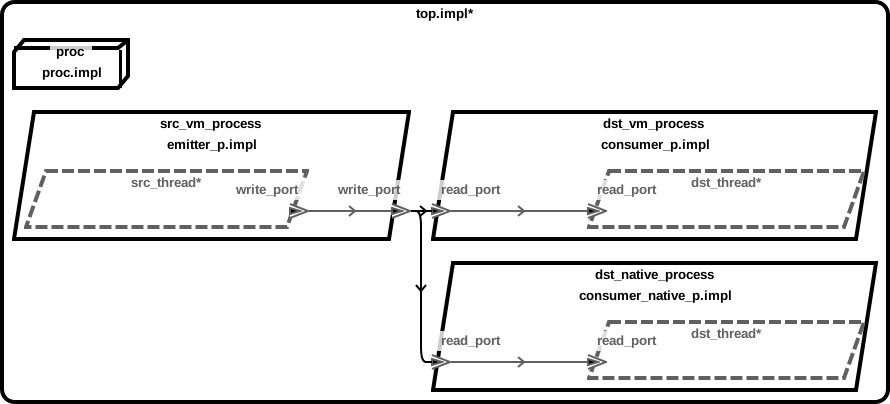 top.impl*
proc
proc.impl
src_vm_process
emitter_p.impl
src_thread*
write_port
write_port
dst_vm_process
consumer_p.impl
read_port
read_port
dst_thread*
dst_native_process
consumer_native_p.impl
read_port
read_port
dst_thread*